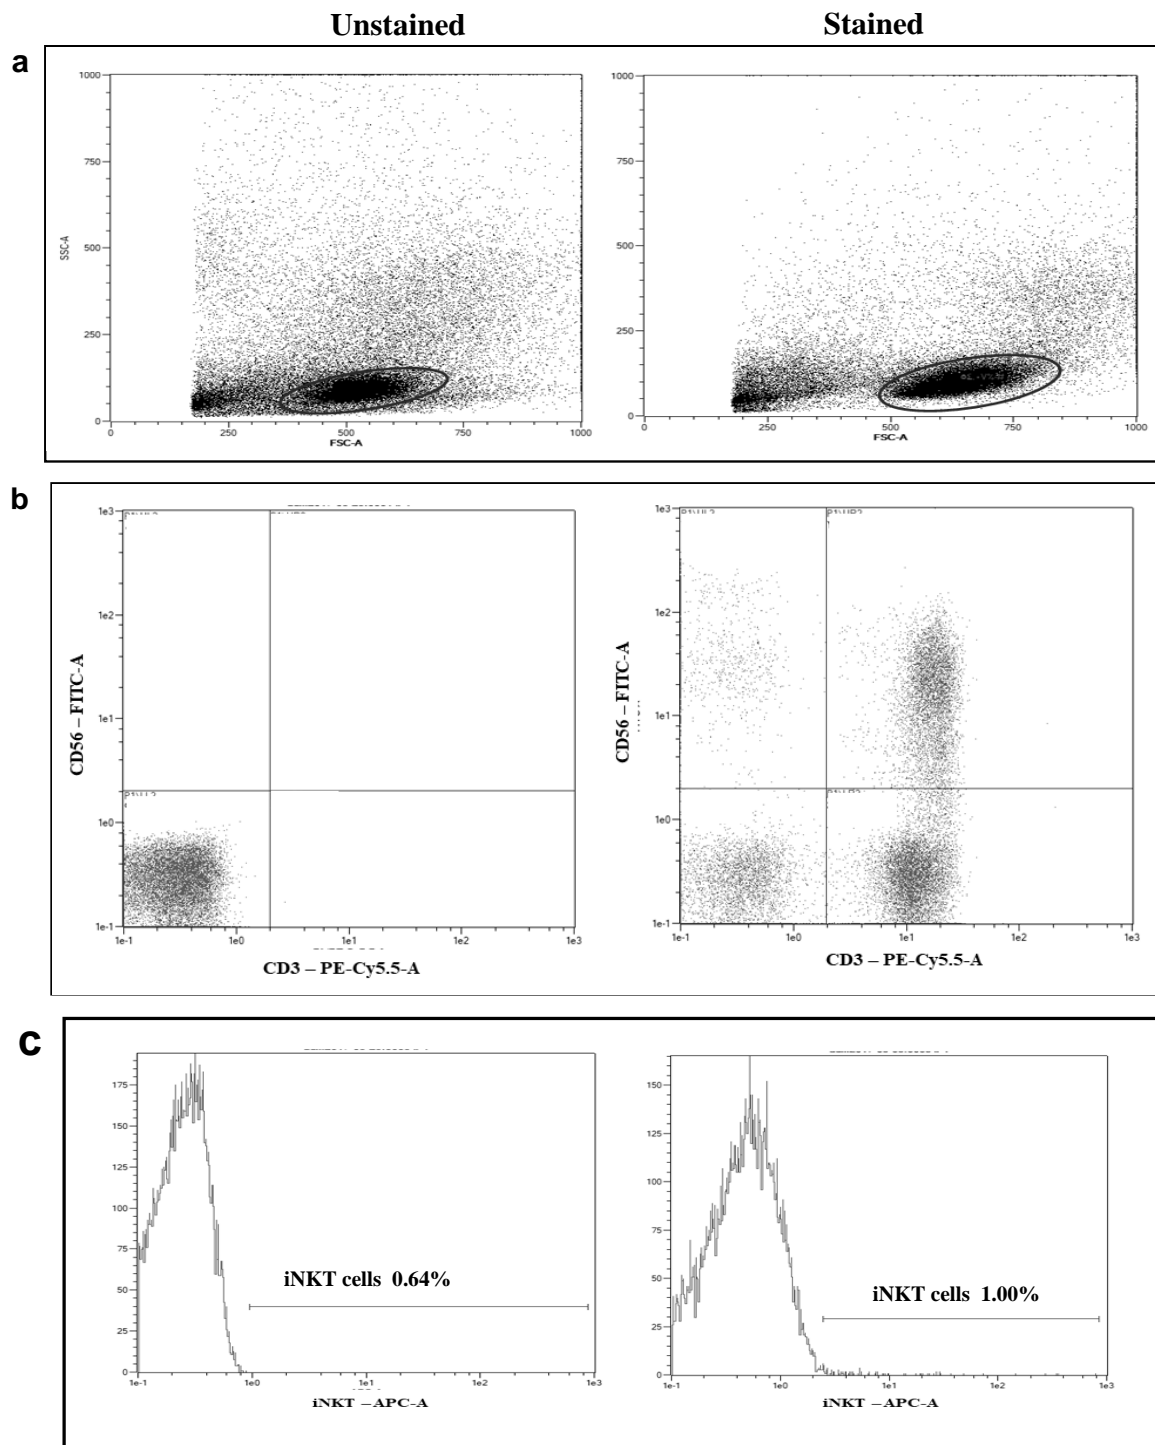 Unstained
Stained
a
1000
750
500
250
0
SSC-A
0
250
500
750
1000
FSC-A
1000
750
500
250
0
0
250
500
750
1000
FSC-A
b
1e3
1e2
1e1
1e0
1e-1
CD56 – FITC-A
1e-1
1e0
1e1
1e2
1e3
CD3 – PE-Cy5.5-A
1e3
1e2
1e1
1e0
1e-1
CD56 – FITC-A
1e-1
1e0
1e1
1e2
1e3
CD3 – PE-Cy5.5-A
c
175
150
125
100
75
50
25
0
iNKT cells 0.64%
1e-1
1e0
1e1
1e2
1e3
iNKT –APC-A
150
125
100
75
50
25
0
iNKT cells 1.00%
1e-1
1e0
1e1
1e2
1e3
iNKT –APC-A